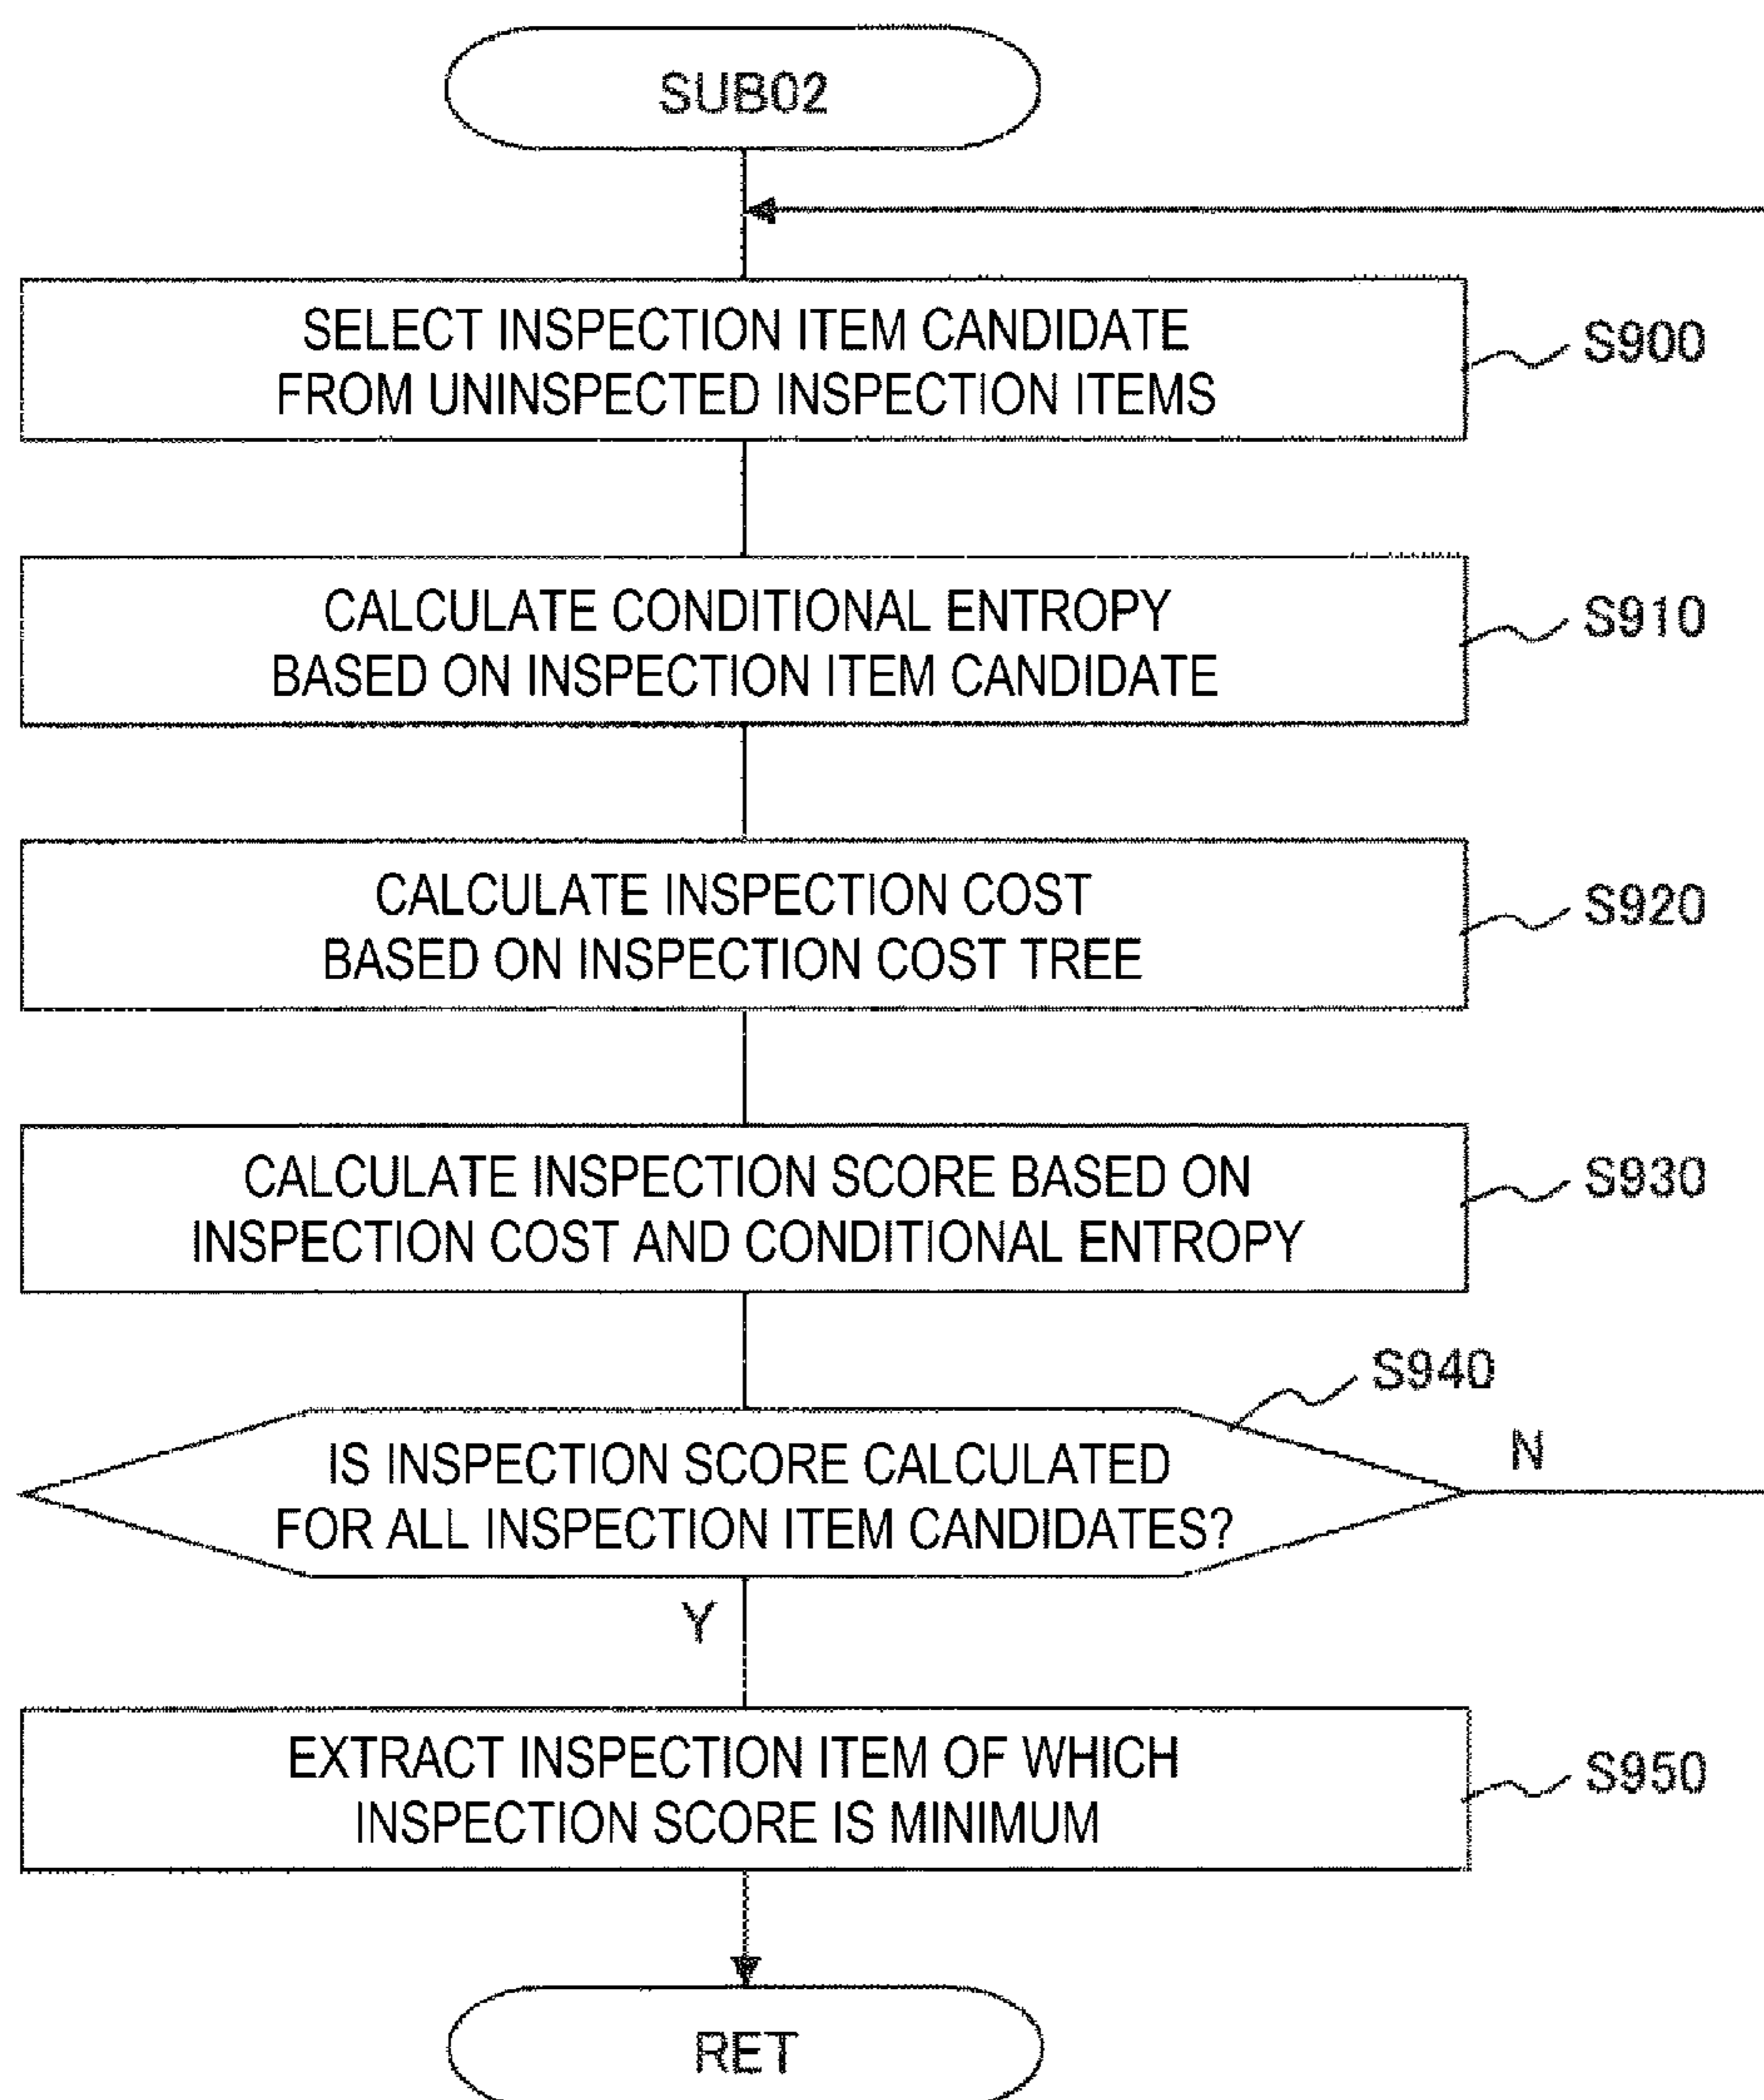 SUB02
SELECT INSPECTION ITEM CANDIDATE
FROM UNINSPECTED INSPECTION ITEMS
S900
CALCULATE CONDITIONAL ENTROPY
BASED ON INSPECTION ITEM CANDIDATE
S910
CALCULATE INSPECTION COST
BASED ON INSPECTION COST TREE
S920
CALCULATE INSPECTION SCORE BASED ON
INSPECTION COST AND CONDITIONAL ENTROPY
S930
S940
IS INSPECTION SCORE CALCULATED
FOR ALL INSPECTION ITEM CANDIDATES?
N
Y
EXTRACT INSPECTION ITEM OF WHICH
INSPECTION SCORE IS MINIMUM
S950
RET